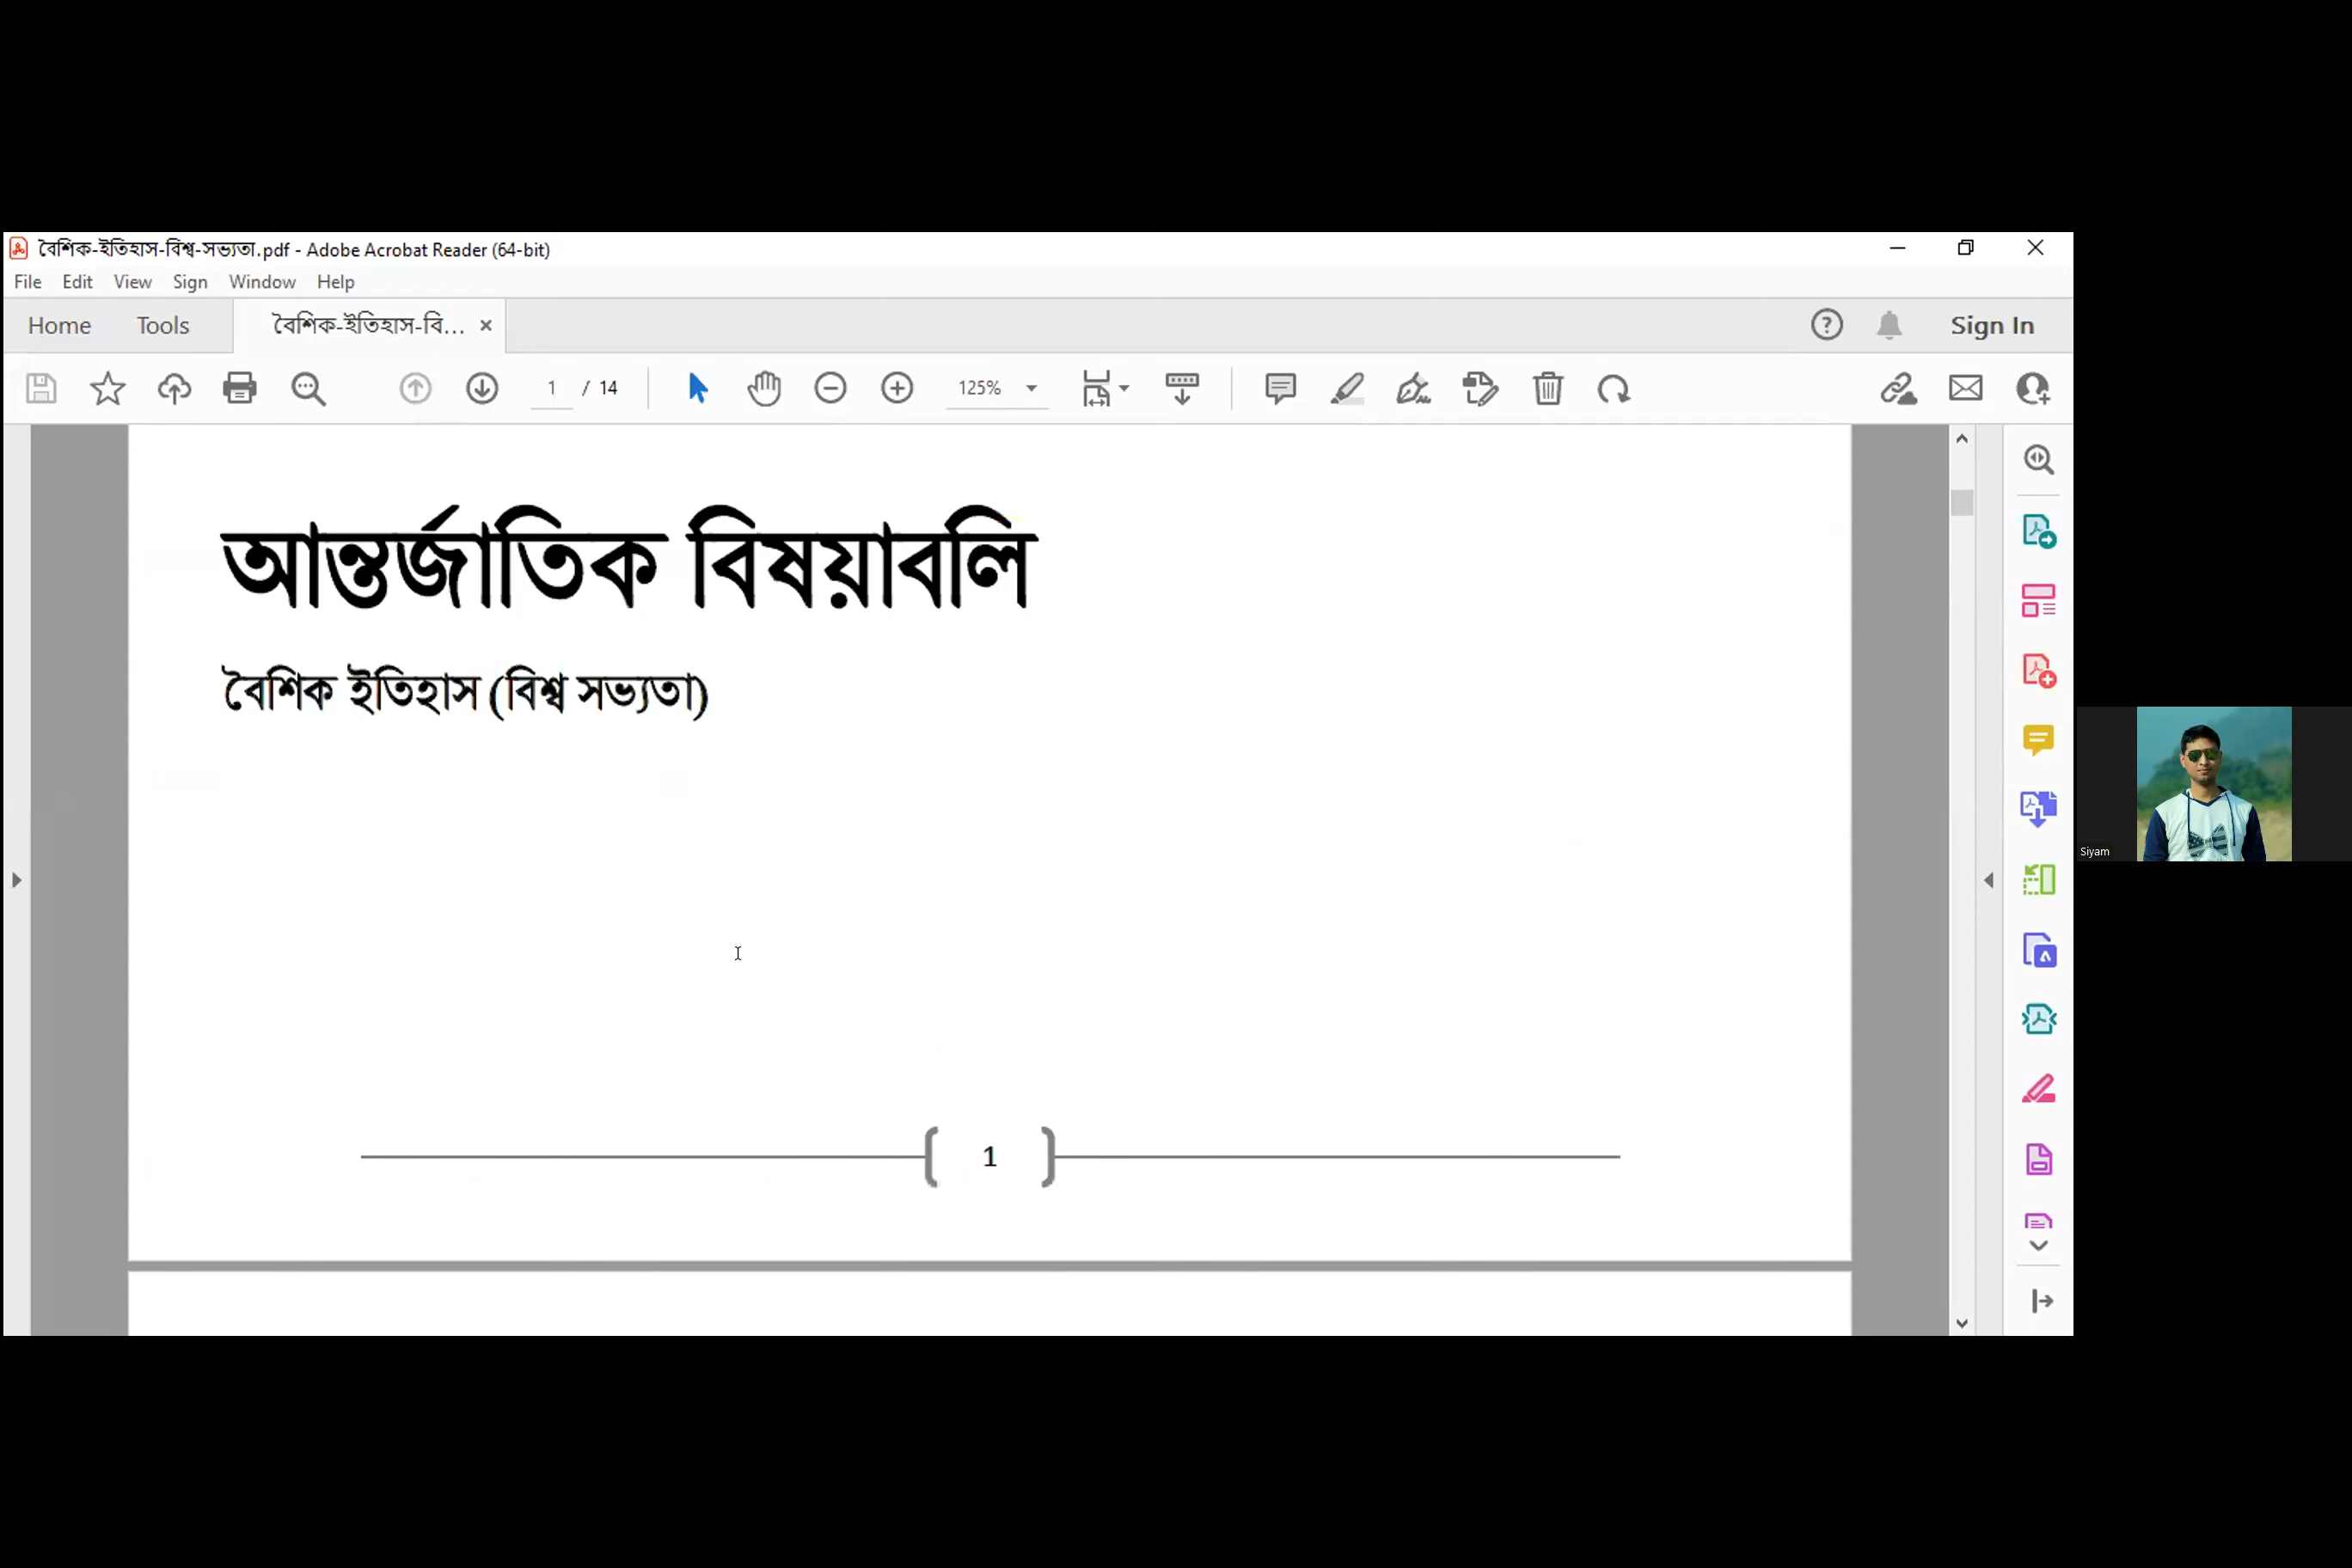 বৈশিক-ইতিহাস-বিশ্ব-সভ্যতা.pdf - Adobe Acrobat Reader (64-bit)
File Edit View Sign Window Help
Home Tools বৈশিক-ইতিহাস-বি... × Sign In
1 / 14 125%
আন্তর্জাতিক বিষয়াবলি
বৈশিক ইতিহাস (বিশ্ব সভ্যতা)
Siyam
1